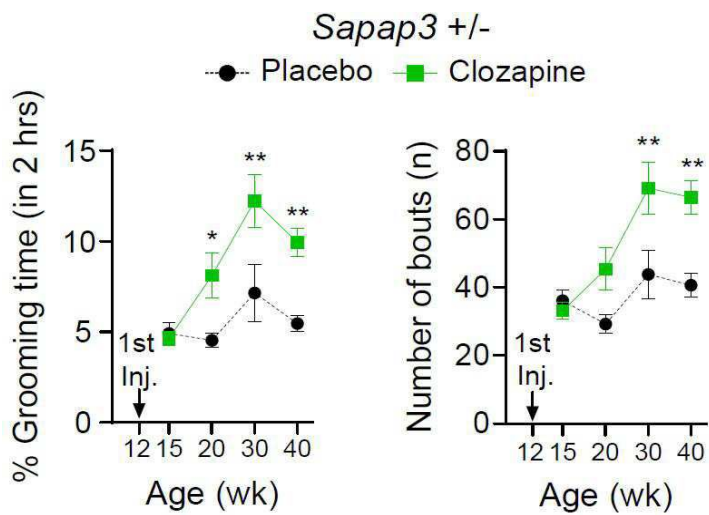 Sapap3 +/-
Placebo Clozapine
% Grooming time (in 2 hrs)
15
10
5
0
**
*
**
1st
Inj.
12 15 20 30 40
Age (wk)
Number of bouts (n)
80
60
40
20
0
**
**
1st
Inj.
12 15 20 30 40
Age (wk)